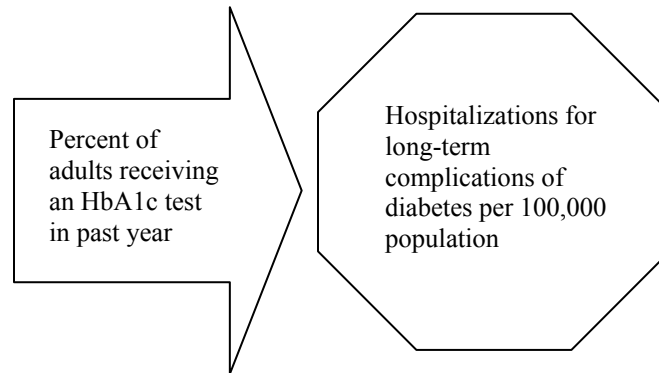 Percent of
adults receiving
an HbA1c test
in past year
Hospitalizations for
long-term
complications of
diabetes per 100,000
population